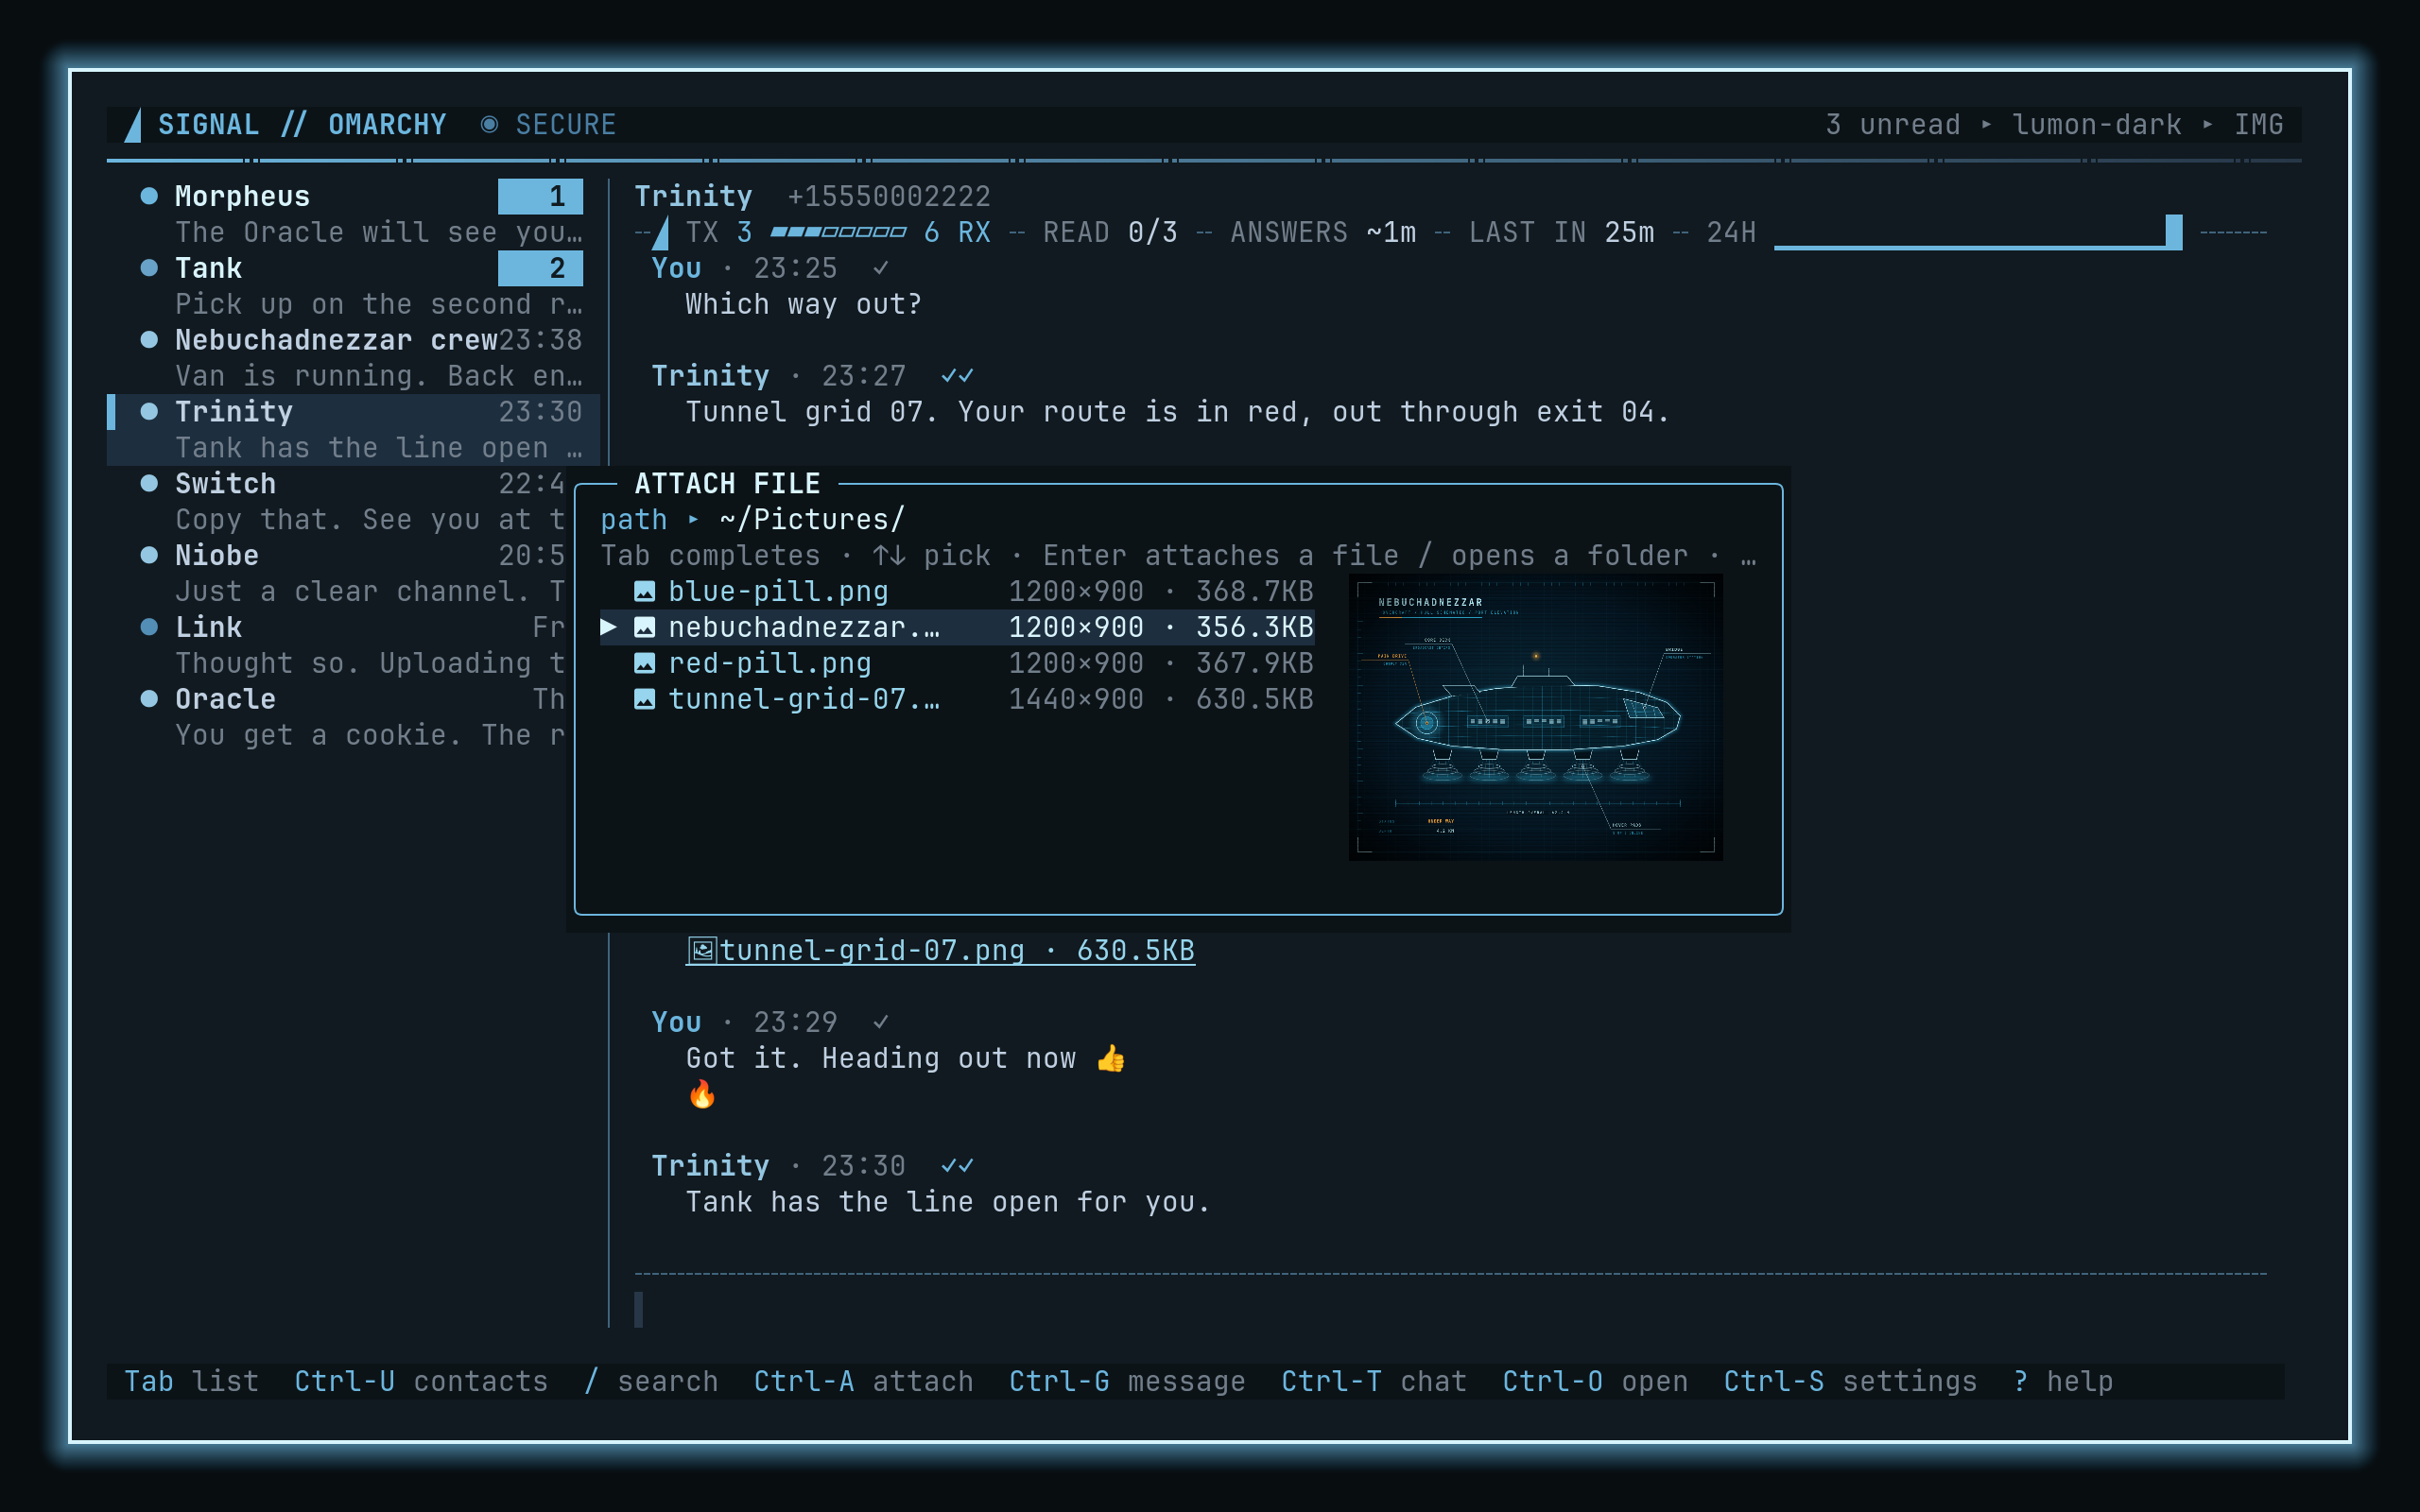 SIGNAL // OMARCHY ◉ SECURE
3 unread ▸ lumon-dark ▸ IMG
● Morpheus 1
The Oracle will see you…
● Tank 2
Pick up on the second r…
● Nebuchadnezzar crew23:38
Van is running. Back en…
● Trinity 23:30
Tank has the line open …
● Switch 22:4
Copy that. See you at t
● Niobe 20:5
Just a clear channel. T
● Link Fr
Thought so. Uploading t
● Oracle Th
You get a cookie. The r
Trinity +15550002222
TX 3 ▰▰▰▱▱▱▱▱ 6 RX -- READ 0/3 -- ANSWERS ~1m -- LAST IN 25m -- 24H
You · 23:25 ✓
Which way out?
Trinity · 23:27 ✓✓
Tunnel grid 07. Your route is in red, out through exit 04.
ATTACH FILE
path ▸ ~/Pictures/
Tab completes · ↑↓ pick · Enter attaches a file / opens a folder · …
blue-pill.png 1200×900 · 368.7KB
▶ nebuchadnezzar.… 1200×900 · 356.3KB
red-pill.png 1200×900 · 367.9KB
tunnel-grid-07.… 1440×900 · 630.5KB
NEBUCHADNEZZAR
CORE DECK
MAIN DRIVE
BRIDGE
HOVER PADS
tunnel-grid-07.png · 630.5KB
You · 23:29 ✓
Got it. Heading out now 👍
🔥
Trinity · 23:30 ✓✓
Tank has the line open for you.
Tab list Ctrl-U contacts / search Ctrl-A attach Ctrl-G message Ctrl-T chat Ctrl-O open Ctrl-S settings ? help